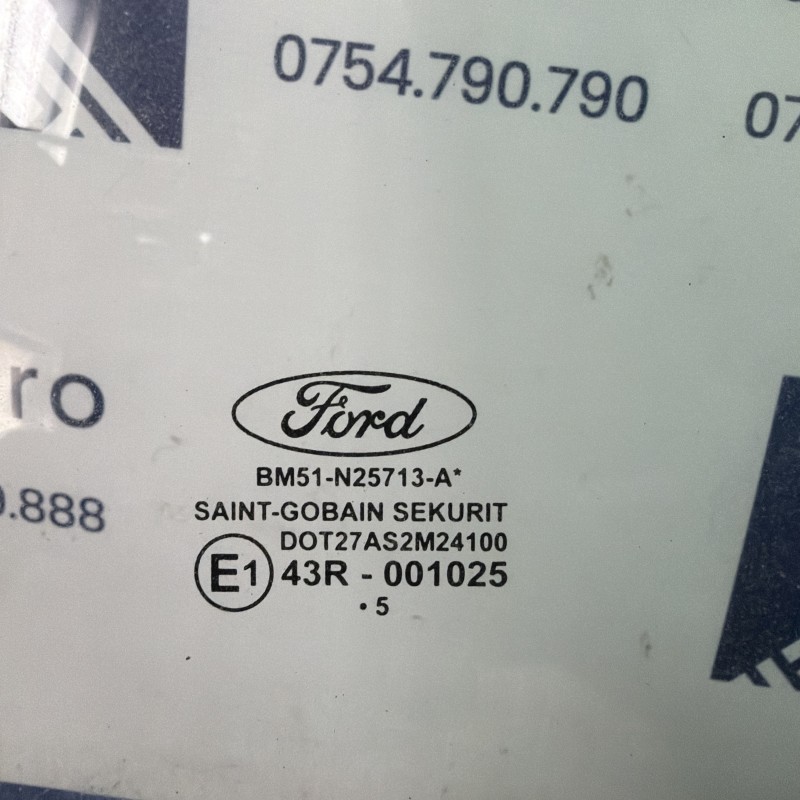 0754.790.790
07
ro
.888
Ford
BM51-N25713-A*
SAINT-GOBAIN SEKURIT
DOT27AS2M24100
E1 43R - 001025
• 5